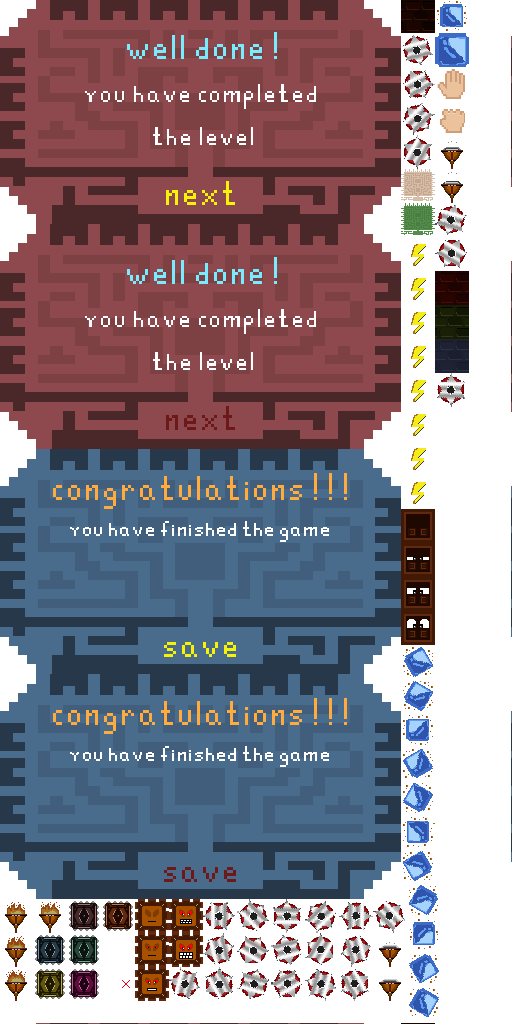 well done!
you have completed
the level
next
well done!
you have completed
the level
next
congratulations!!!
you have finished the game
save
congratulations!!!
you have finished the game
save